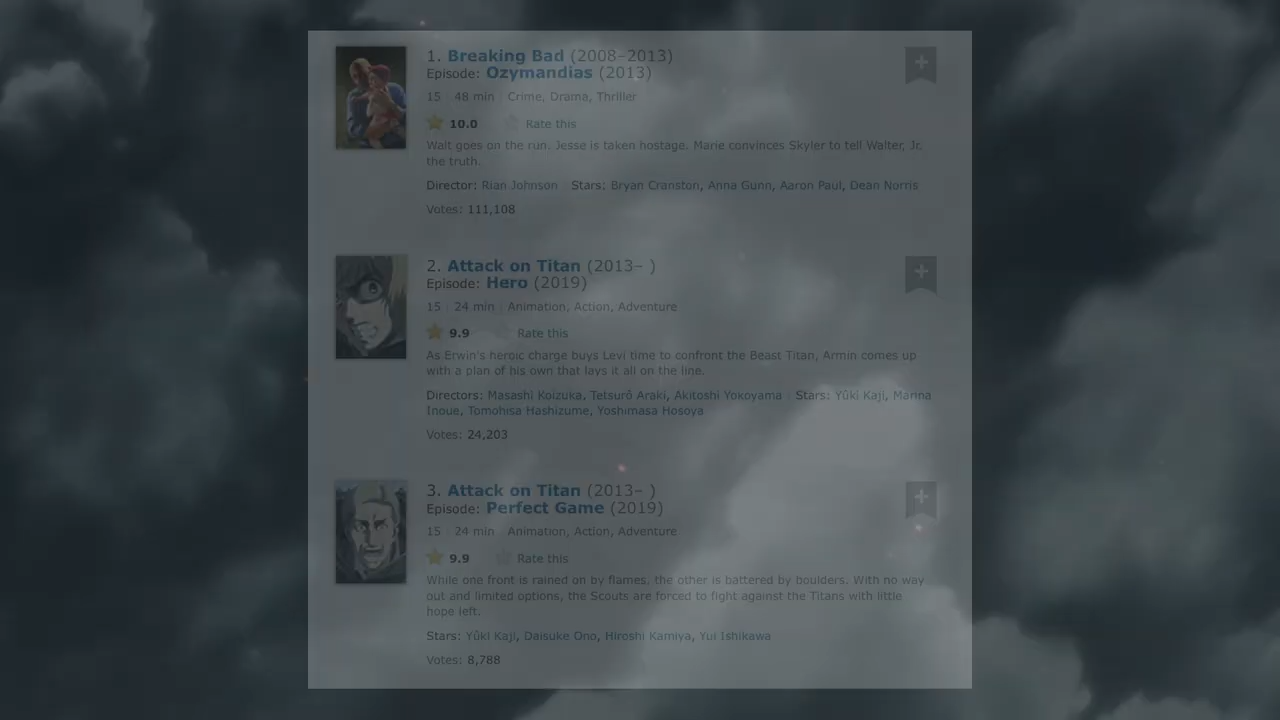 1. Breaking Bad (2008–2013)
Episode: Ozymandias (2013)
15 | 48 min | Crime, Drama, Thriller
10.0 Rate this
Walt goes on the run. Jesse is taken hostage. Marie convinces Skyler to tell Walter, Jr.
the truth.
Director: Rian Johnson | Stars: Bryan Cranston, Anna Gunn, Aaron Paul, Dean Norris
Votes: 111,108
2. Attack on Titan (2013– )
Episode: Hero (2019)
15 | 24 min | Animation, Action, Adventure
9.9 Rate this
As Erwin's heroic charge buys Levi time to confront the Beast Titan, Armin comes up
with a plan of his own that lays it all on the line.
Directors: Masashi Koizuka, Tetsurô Araki, Akitoshi Yokoyama | Stars: Yûki Kaji, Marina
Inoue, Tomohisa Hashizume, Yoshimasa Hosoya
Votes: 24,203
3. Attack on Titan (2013– )
Episode: Perfect Game (2019)
15 | 24 min | Animation, Action, Adventure
9.9 Rate this
While one front is rained on by flames, the other is battered by boulders. With no way
out and limited options, the Scouts are forced to fight against the Titans with little
hope left.
Stars: Yûki Kaji, Daisuke Ono, Hiroshi Kamiya, Yui Ishikawa
Votes: 8,788